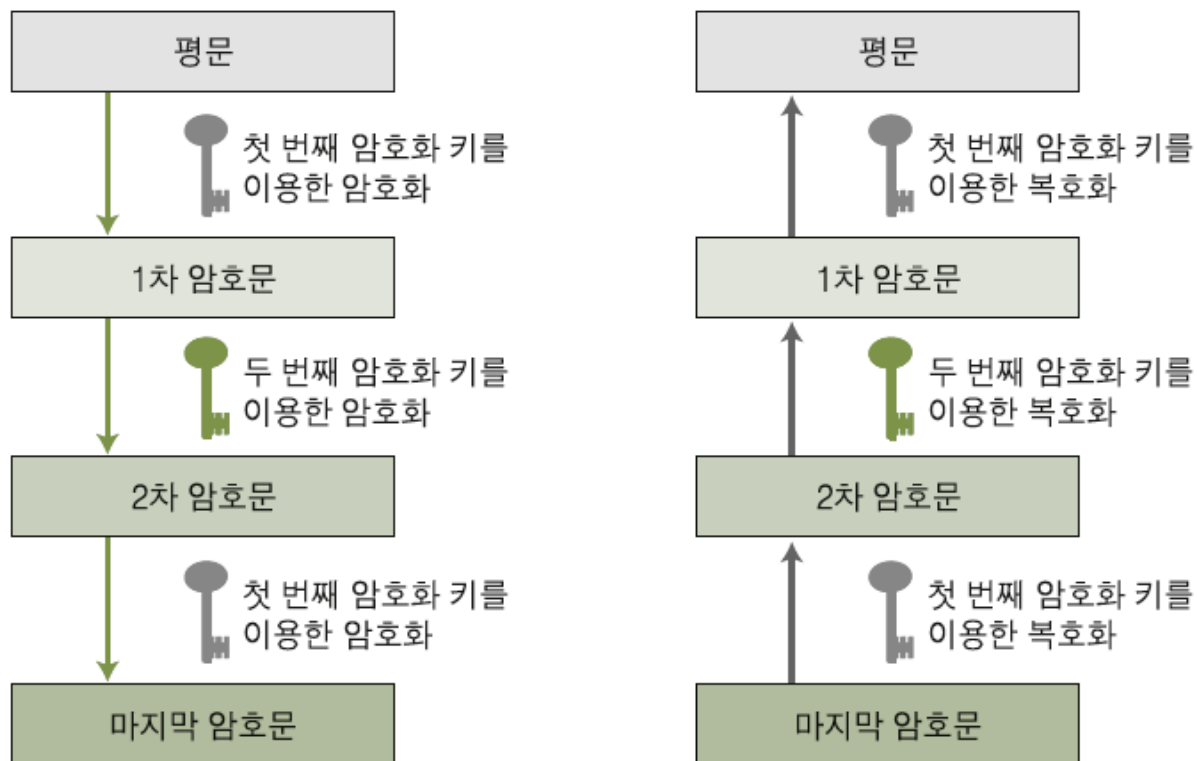 평문
첫 번째 암호화 키를
이용한 암호화
1차 암호문
두 번째 암호화 키를
이용한 암호화
2차 암호문
첫 번째 암호화 키를
이용한 암호화
마지막 암호문
평문
첫 번째 암호화 키를
이용한 복호화
1차 암호문
두 번째 암호화 키를
이용한 복호화
2차 암호문
첫 번째 암호화 키를
이용한 복호화
마지막 암호문